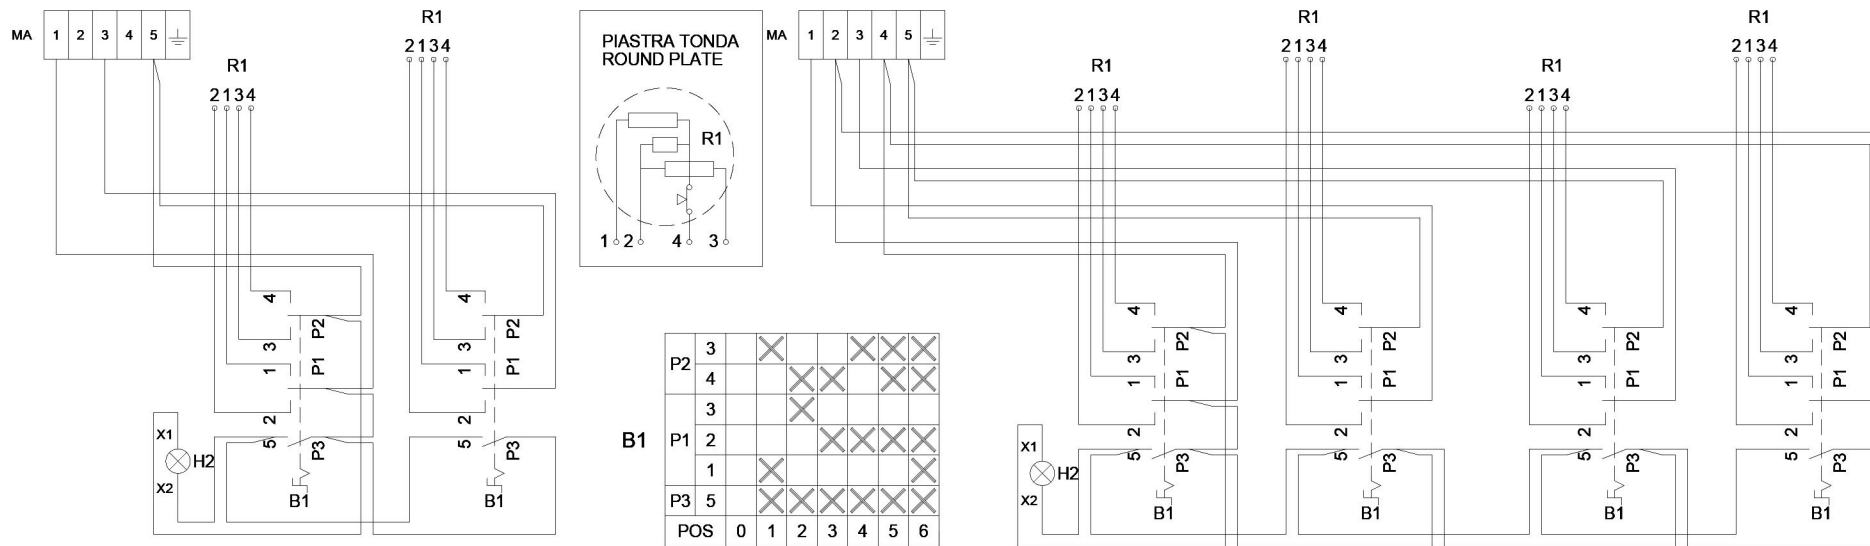 MA 1 2 3 4 5
R1
2134
R1
2134
4
3
P2
1
P1
2
5
P3
B1
4
3
P2
1
P1
2
5
P3
B1
X1
H2
X2
PIASTRA TONDA
ROUND PLATE
R1
1 2 4 3
B1
P2 3
4
P1 3
2
1
P3 5
POS 0 1 2 3 4 5 6
MA 1 2 3 4 5
R1
2134
R1
2134
R1
2134
R1
2134
4
3
P2
1
P1
2
5
P3
B1
4
3
P2
1
P1
2
5
P3
B1
4
3
P2
1
P1
2
5
P3
B1
4
3
P2
1
P1
2
5
P3
B1
X1
H2
X2